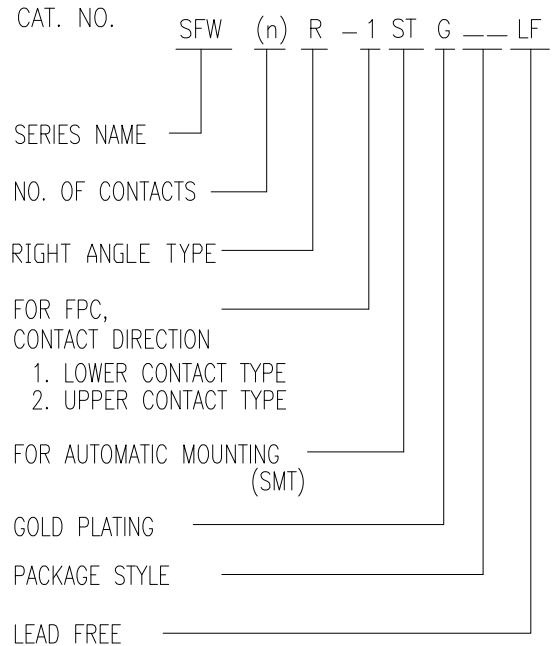 CAT. NO.
SFW (n) R - 1 ST G __ LF
SERIES NAME
NO. OF CONTACTS
RIGHT ANGLE TYPE
FOR FPC,
CONTACT DIRECTION
1. LOWER CONTACT TYPE
2. UPPER CONTACT TYPE
FOR AUTOMATIC MOUNTING
(SMT)
GOLD PLATING
PACKAGE STYLE
LEAD FREE